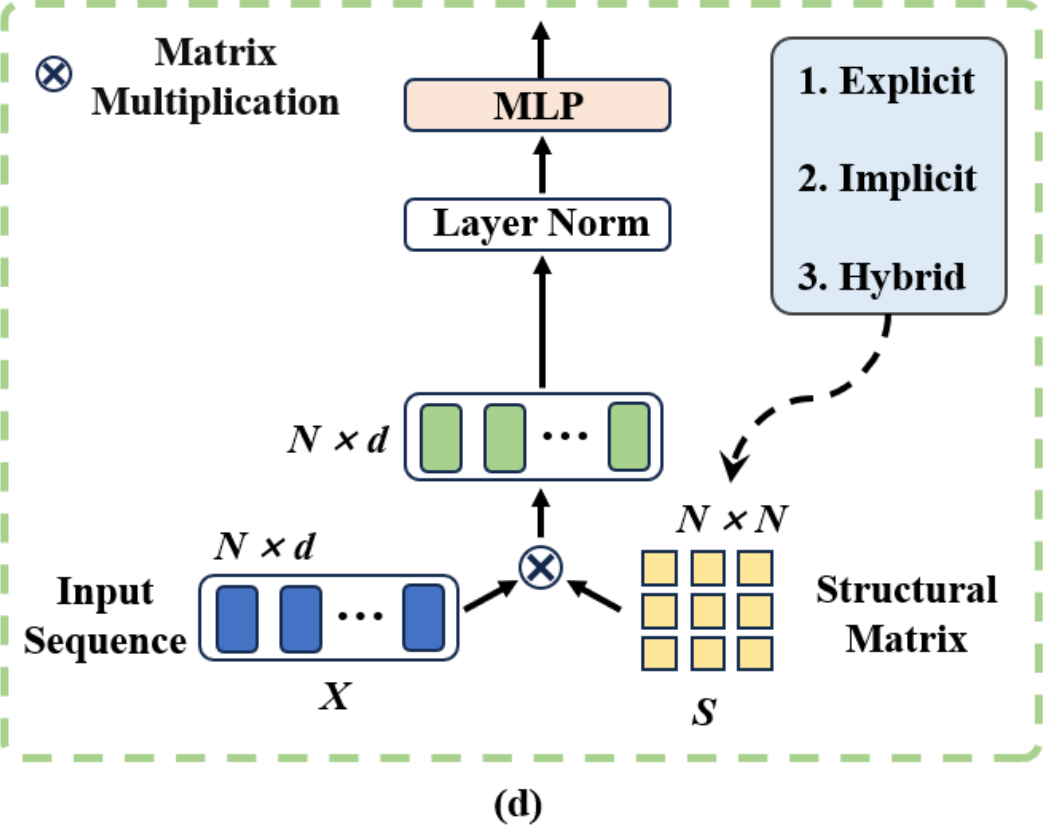 Matrix
Multiplication
MLP
Layer Norm
1. Explicit
2. Implicit
3. Hybrid
N × d
...
N × d
N × N
Input
Sequence
...
Structural
Matrix
X
S
(d)